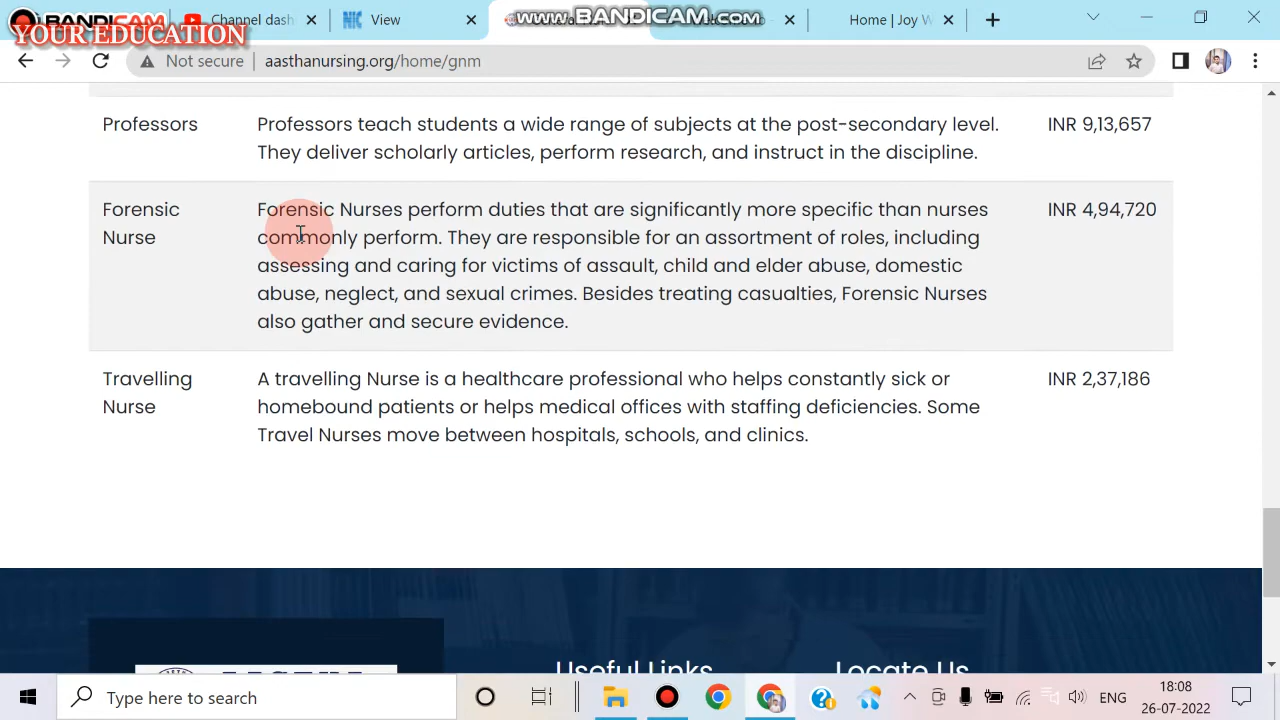 BANDICAM
YOUR EDUCATION
Channel dash
NIC
View
www.BANDICAM.com
Home | Joy W
Not secure
aasthanursing.org/home/gnm
Professors
Professors teach students a wide range of subjects at the post-secondary level.
They deliver scholarly articles, perform research, and instruct in the discipline.
INR 9,13,657
Forensic
Nurse
Forensic Nurses perform duties that are significantly more specific than nurses
commonly perform. They are responsible for an assortment of roles, including
assessing and caring for victims of assault, child and elder abuse, domestic
abuse, neglect, and sexual crimes. Besides treating casualties, Forensic Nurses
also gather and secure evidence.
INR 4,94,720
Travelling
Nurse
A travelling Nurse is a healthcare professional who helps constantly sick or
homebound patients or helps medical offices with staffing deficiencies. Some
Travel Nurses move between hospitals, schools, and clinics.
INR 2,37,186
Useful Links
Locate Us
Type here to search
ENG
18:08
26-07-2022